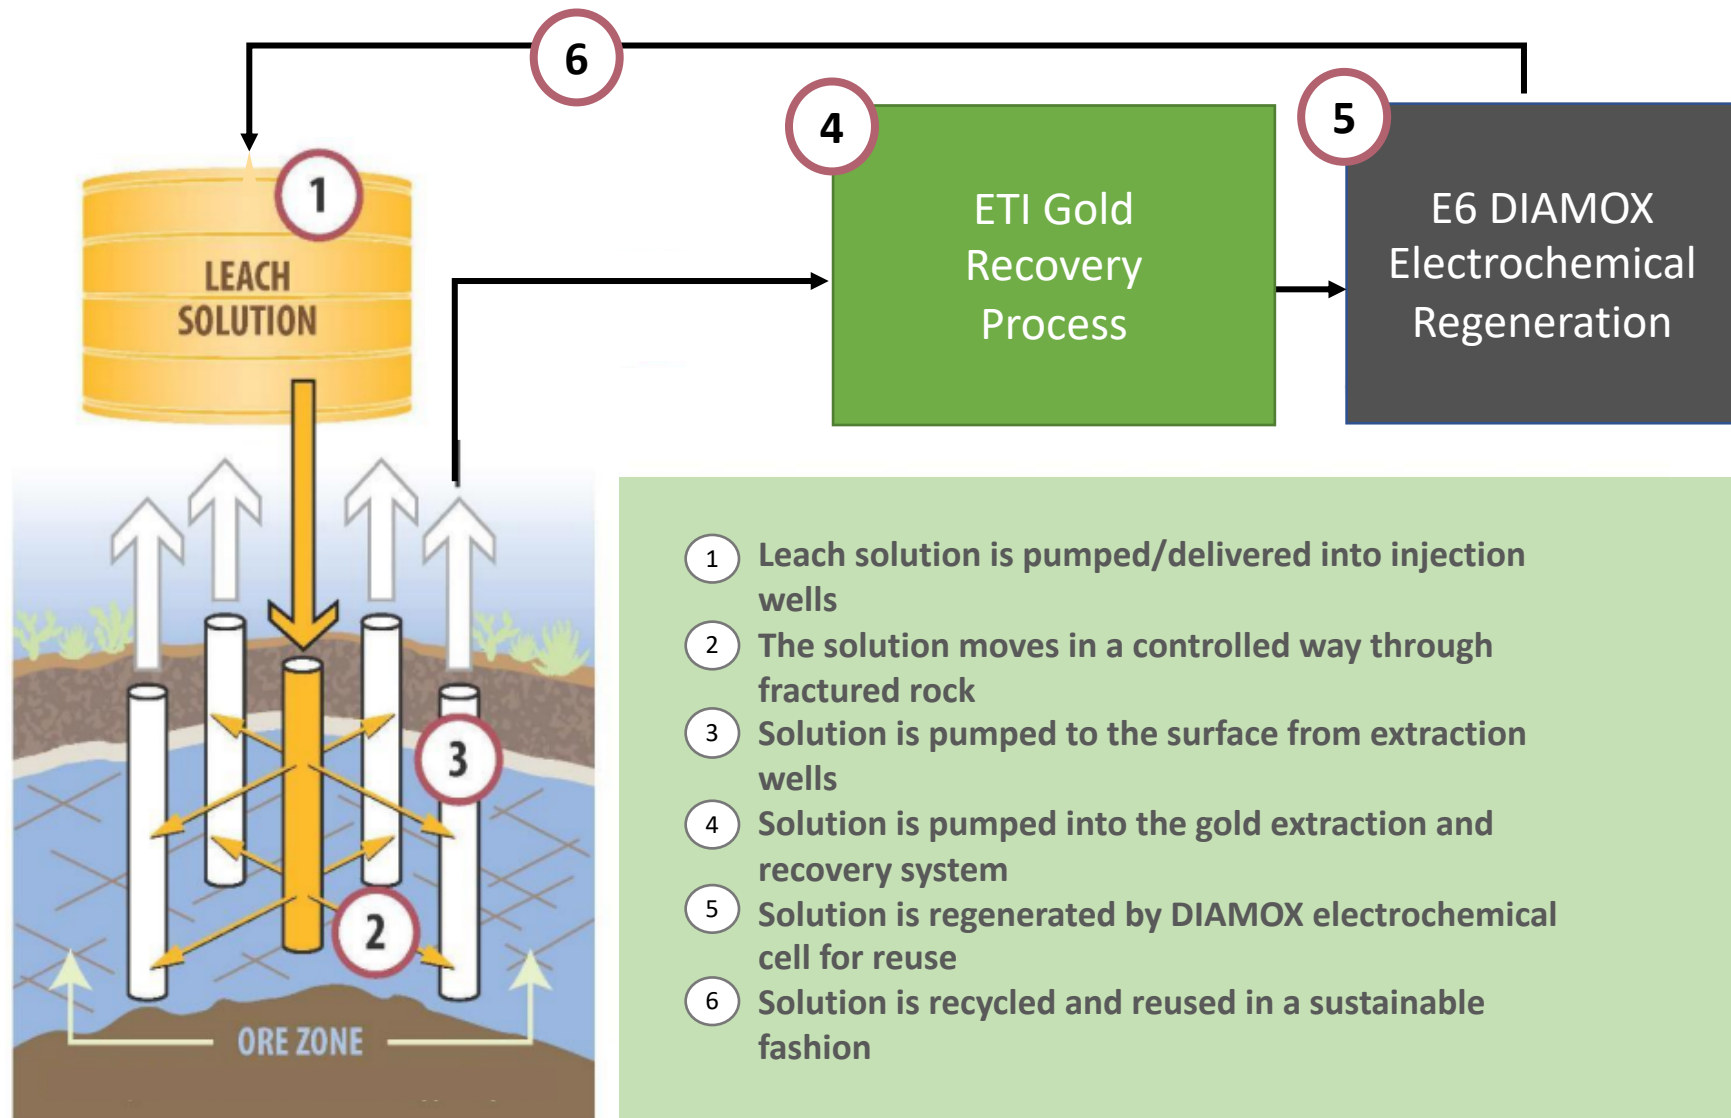 6
4
5
1
LEACH
SOLUTION
ETI Gold
Recovery
Process
E6 DIAMOX
Electrochemical
Regeneration
3
2
ORE ZONE
1 Leach solution is pumped/delivered into injection
wells
2 The solution moves in a controlled way through
fractured rock
3 Solution is pumped to the surface from extraction
wells
4 Solution is pumped into the gold extraction and
recovery system
5 Solution is regenerated by DIAMOX electrochemical
cell for reuse
6 Solution is recycled and reused in a sustainable
fashion